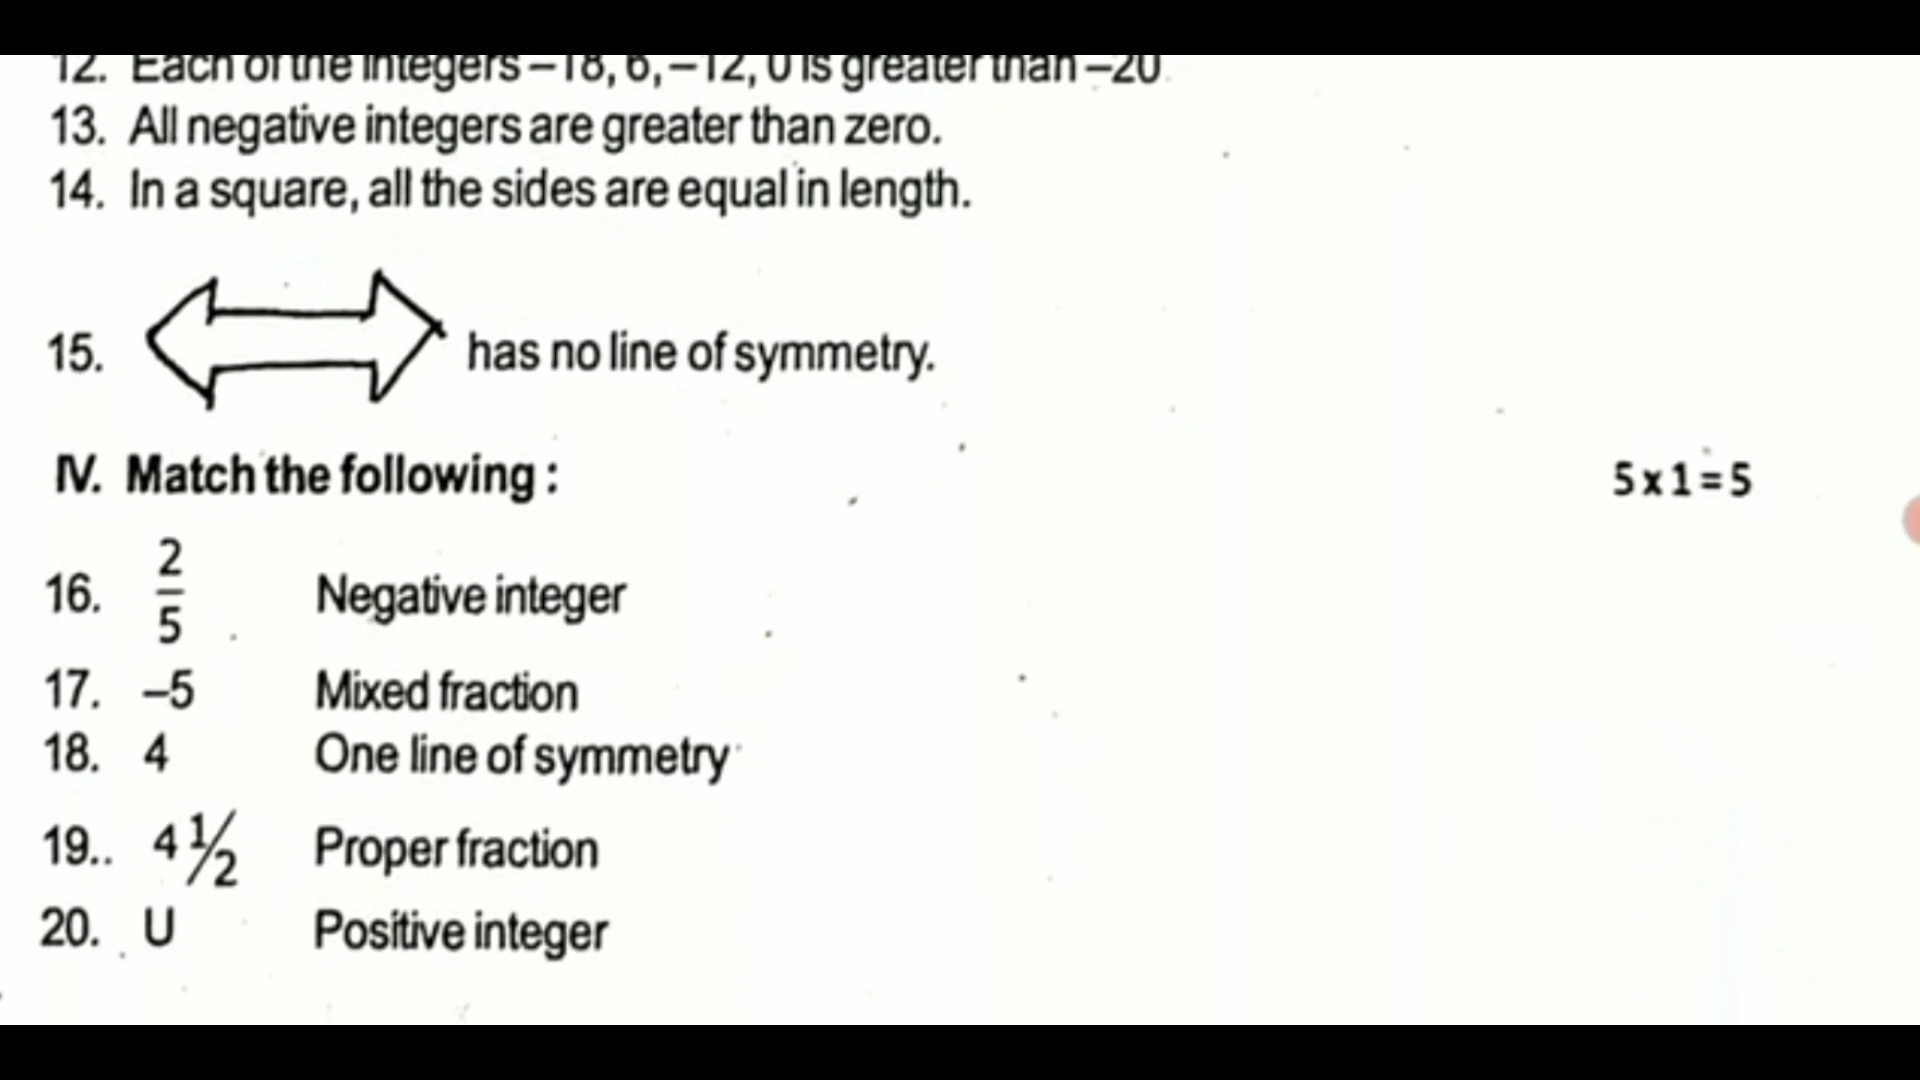 12. Each of the integers –18, 6, –12, 0 is greater than –20
13. All negative integers are greater than zero.
14. In a square, all the sides are equal in length.
15. has no line of symmetry.
IV. Match the following : 5 x 1 = 5
16. 2/5 Negative integer
17. –5 Mixed fraction
18. 4 One line of symmetry
19.. 4 1/2 Proper fraction
20. U Positive integer